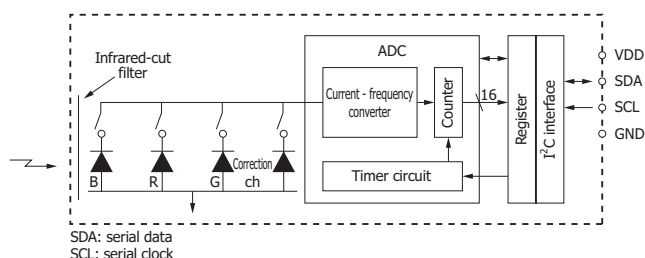 Infrared-cut
filter
ADC
Current - frequency
converter
Counter
16
Timer circuit
Register
I²C interface
VDD
SDA
SCL
GND
B
R
G
Correction
ch
SDA: serial data
SCL: serial clock